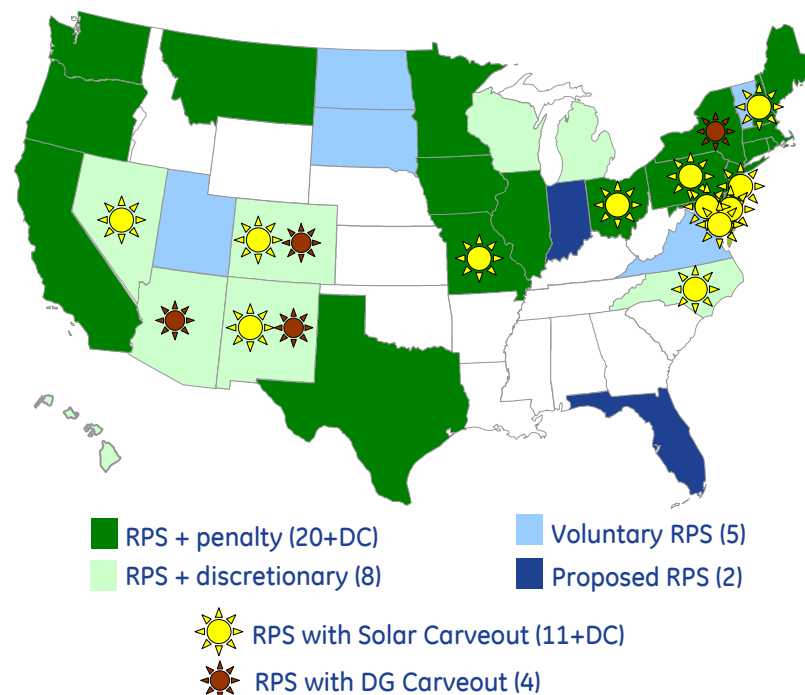 RPS + penalty (20+DC)
Voluntary RPS (5)
RPS + discretionary (8)
Proposed RPS (2)
RPS with Solar Carveout (11+DC)
RPS with DG Carveout (4)